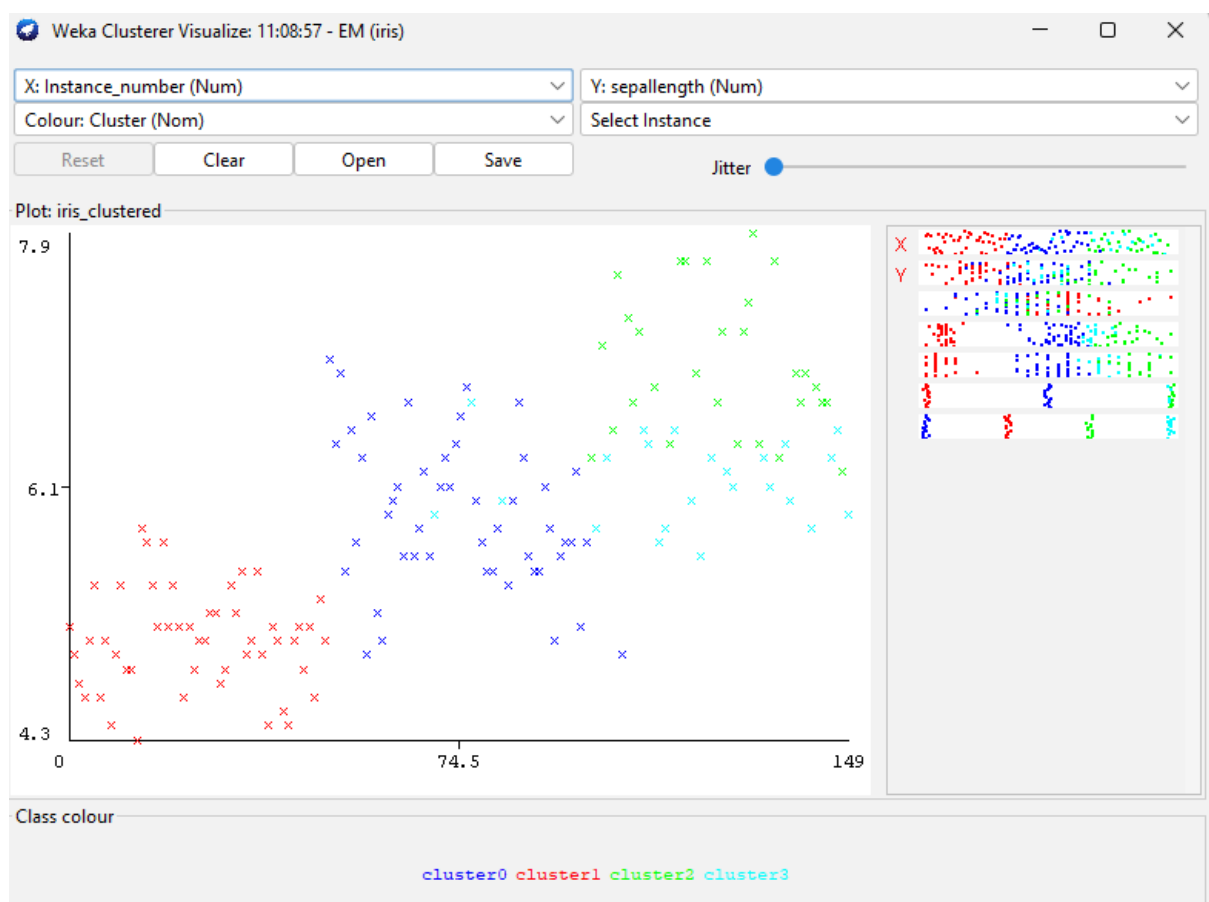 Weka Clusterer Visualize: 11:08:57 - EM (iris)
X: Instance_number (Num)
Y: sepallength (Num)
Colour: Cluster (Nom)
Select Instance
Reset
Clear
Open
Save
Jitter
Plot: iris_clustered
7.9
6.1
4.3
0
74.5
149
X
Y
Class colour
cluster0 cluster1 cluster2 cluster3